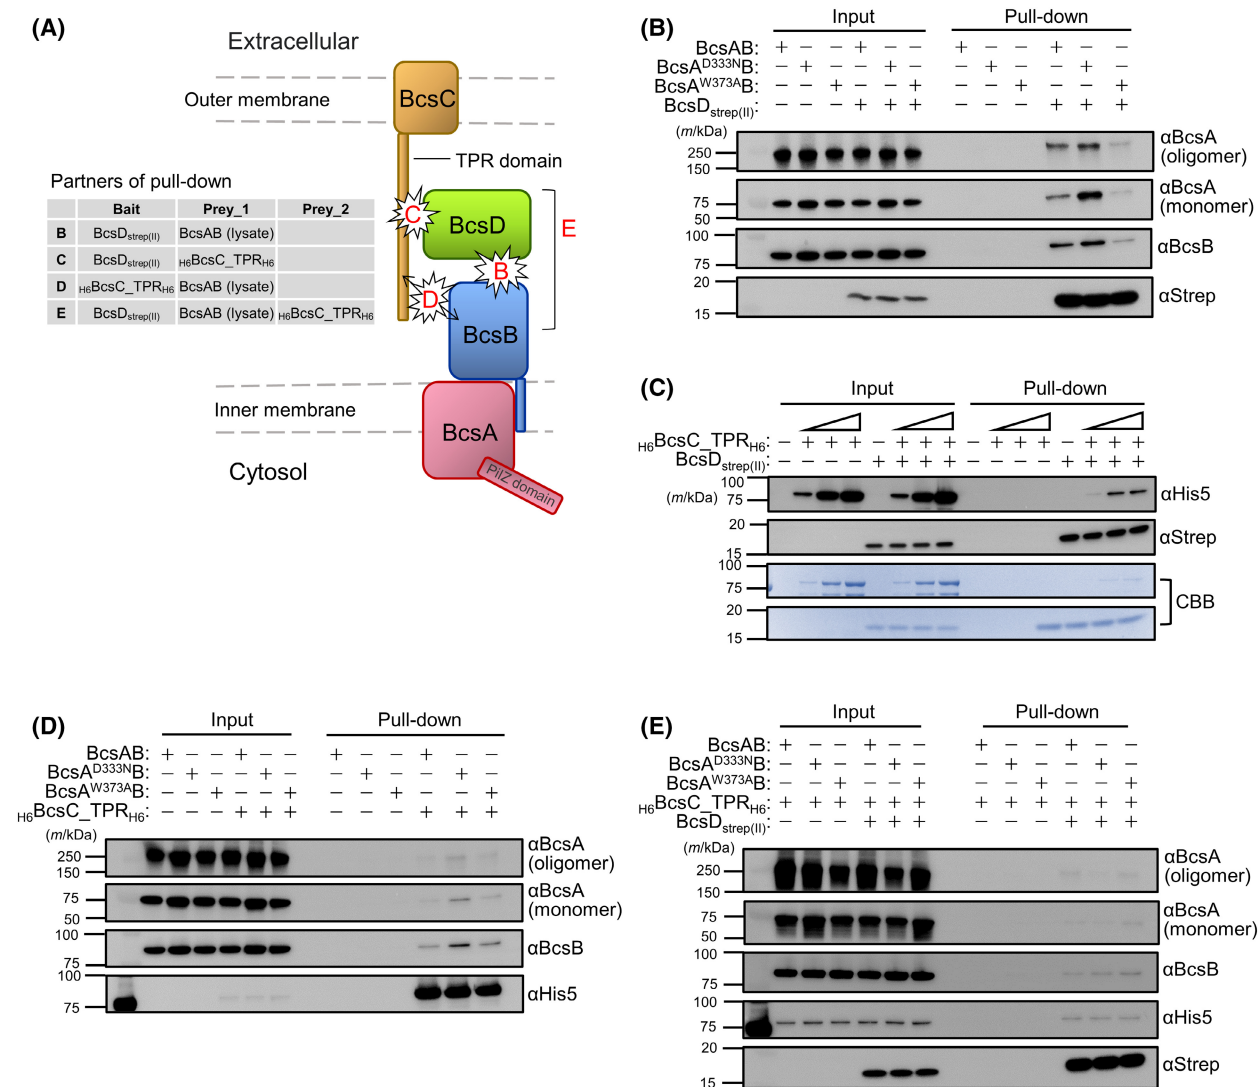 (A)
Extracellular
BcsC
Outer membrane
TPR domain
Partners of pull-down
Bait Prey_1 Prey_2
B BcsDstrep(II) BcsAB (lysate)
C BcsDstrep(II) H6BcsC_TPRH6
D H6BcsC_TPRH6 BcsAB (lysate)
E BcsDstrep(II) BcsAB (lysate) H6BcsC_TPRH6
C
BcsD
E
B
D
BcsB
Inner membrane
BcsA
Cytosol
PilZ domain
(B)
Input Pull-down
BcsAB: + − − + − − + − − + − −
BcsAD333NB: − + − − + − − + − − + −
BcsAW373AB: − − + − − + − − + − − +
BcsDstrep(II): − − − + + + − − − + + +
(m/kDa)
250
150
αBcsA
(oligomer)
75
50
αBcsA
(monomer)
100
75
αBcsB
20
15
αStrep
(C)
Input Pull-down
H6BcsC_TPRH6: − + + + − + + + − + + + − + + +
BcsDstrep(II): − − − − + + + + − − − − + + + +
(m/kDa)
100
75
αHis5
20
15
αStrep
100
75
20
15
CBB
(D)
Input Pull-down
BcsAB: + − − + − − + − − + − −
BcsAD333NB: − + − − + − − + − − + −
BcsAW373AB: − − + − − + − − + − − +
H6BcsC_TPRH6: − − − + + + − − − + + +
(m/kDa)
250
150
αBcsA
(oligomer)
75
50
αBcsA
(monomer)
100
75
αBcsB
100
75
αHis5
(E)
Input Pull-down
BcsAB: + − − + − − + − − + − −
BcsAD333NB: − + − − + − − + − − + −
BcsAW373AB: − − + − − + − − + − − +
H6BcsC_TPRH6: + + + + + + + + + + + +
BcsDstrep(II): − − − + + + − − − + + +
(m/kDa)
250
150
αBcsA
(oligomer)
75
50
αBcsA
(monomer)
100
75
αBcsB
100
75
αHis5
20
15
αStrep